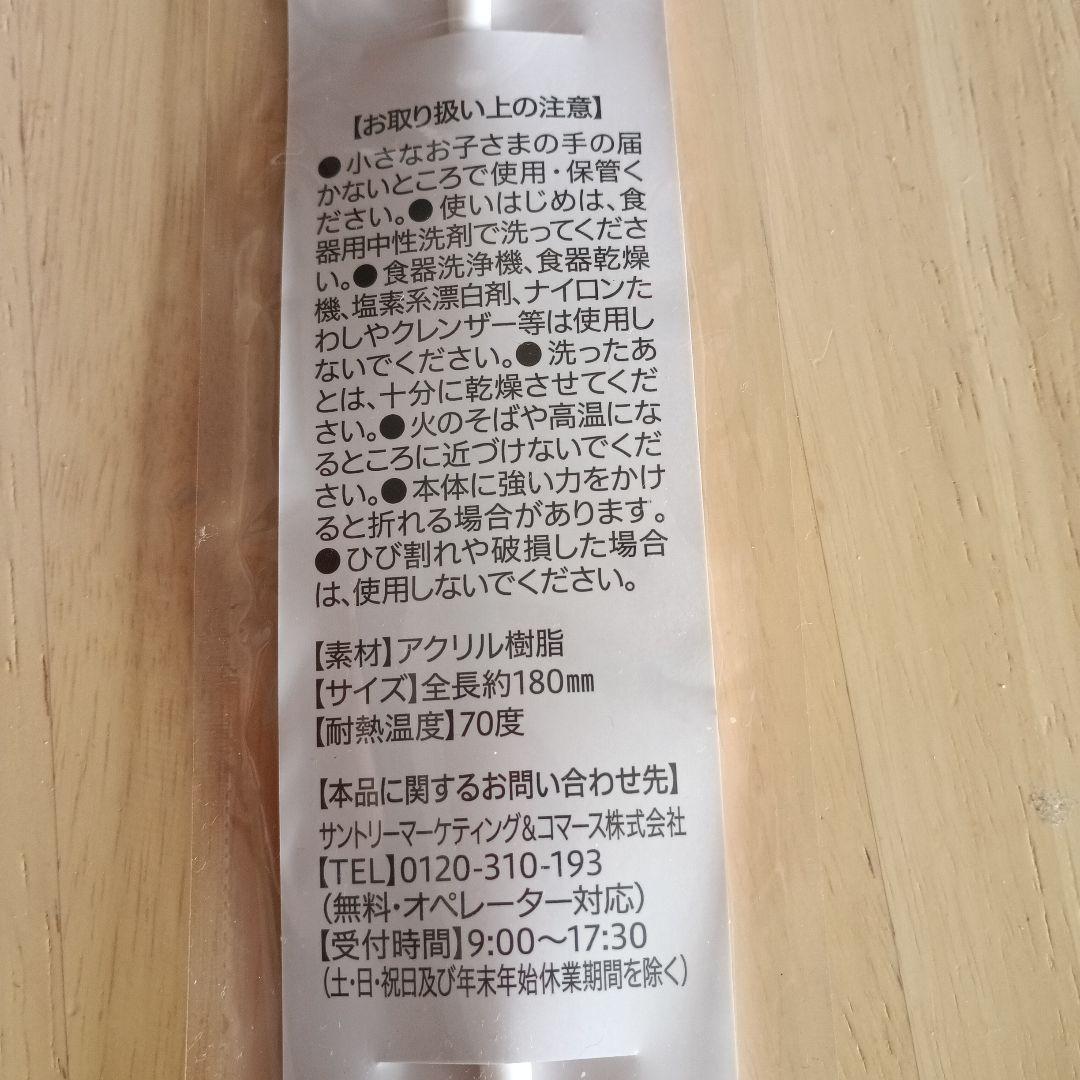 【お取り扱い上の注意】
●小さなお子さまの手の届
かないところで使用・保管く
ださい。●使いはじめは、食
器用中性洗剤で洗ってくださ
い。●食器洗浄機、食器乾燥
機、塩素系漂白剤、ナイロンた
わしやクレンザー等は使用し
ないでください。●洗ったあ
とは、十分に乾燥させてくだ
さい。●火のそばや高温にな
るところに近づけないでくだ
さい。●本体に強い力をかけ
ると折れる場合があります。
●ひび割れや破損した場合
は、使用しないでください。
【素材】アクリル樹脂
【サイズ】全長約180㎜
【耐熱温度】70度
【本品に関するお問い合わせ先】
サントリーマーケティング&コマース株式会社
【TEL】0120-310-193
（無料・オペレーター対応）
【受付時間】9:00〜17:30
（土・日・祝日及び年末年始休業期間を除く）